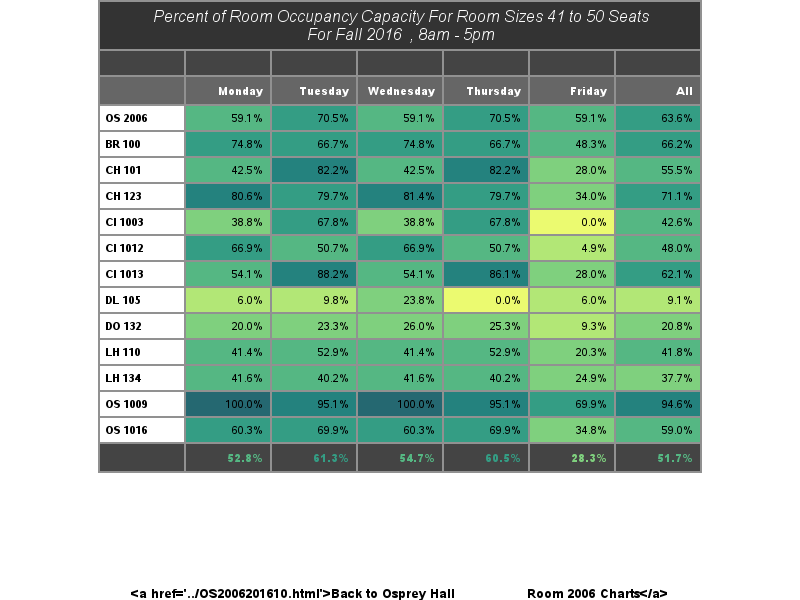 Percent of Room Occupancy Capacity For Room Sizes 41 to 50 Seats
For Fall 2016 , 8am - 5pm
Monday Tuesday Wednesday Thursday Friday All
OS 2006 59.1% 70.5% 59.1% 70.5% 59.1% 63.6%
BR 100 74.8% 66.7% 74.8% 66.7% 48.3% 66.2%
CH 101 42.5% 82.2% 42.5% 82.2% 28.0% 55.5%
CH 123 80.6% 79.7% 81.4% 79.7% 34.0% 71.1%
CI 1003 38.8% 67.8% 38.8% 67.8% 0.0% 42.6%
CI 1012 66.9% 50.7% 66.9% 50.7% 4.9% 48.0%
CI 1013 54.1% 88.2% 54.1% 86.1% 28.0% 62.1%
DL 105 6.0% 9.8% 23.8% 0.0% 6.0% 9.1%
DO 132 20.0% 23.3% 26.0% 25.3% 9.3% 20.8%
LH 110 41.4% 52.9% 41.4% 52.9% 20.3% 41.8%
LH 134 41.6% 40.2% 41.6% 40.2% 24.9% 37.7%
OS 1009 100.0% 95.1% 100.0% 95.1% 69.9% 94.6%
OS 1016 60.3% 69.9% 60.3% 69.9% 34.8% 59.0%
52.8% 61.3% 54.7% 60.5% 28.3% 51.7%
<a href='../OS2006201610.html'>Back to Osprey Hall Room 2006 Charts</a>